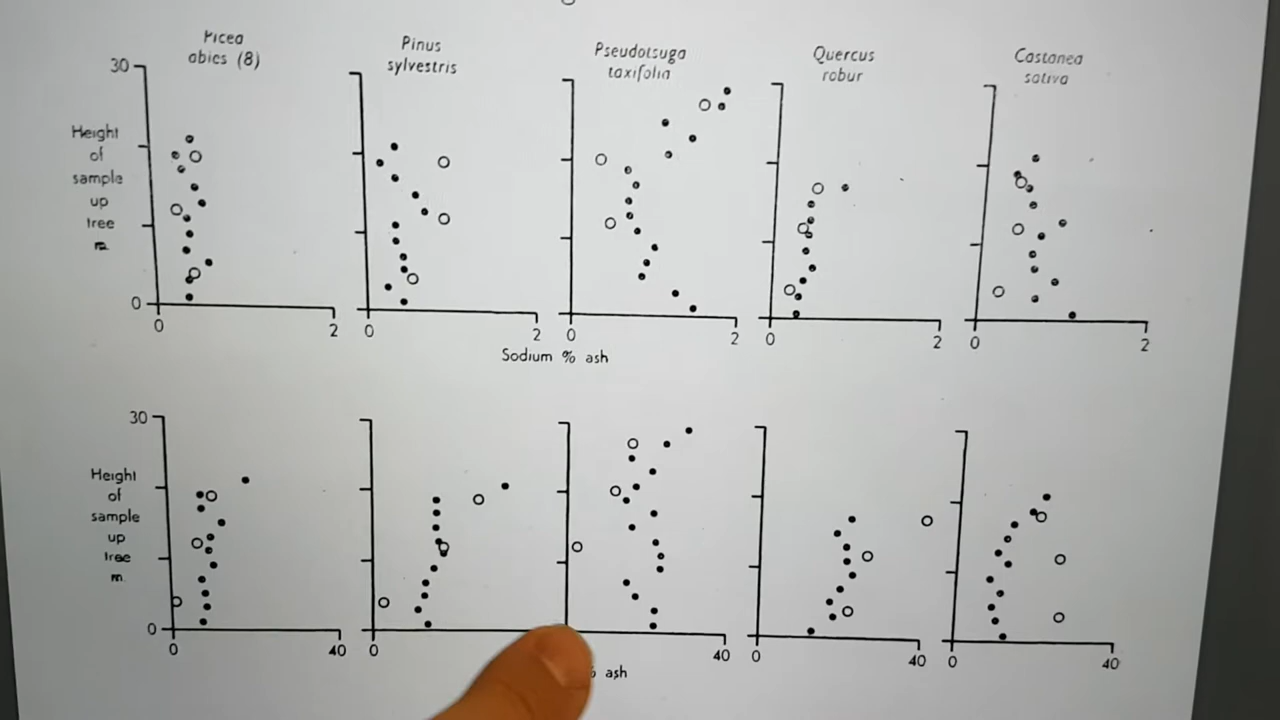 Picea
abies (8)
Pinus
sylvestris
Pseudotsuga
taxifolia
Quercus
robur
Castanea
sativa
30
Height
of
sample
up
tree
m
0
0 2
0 2
0 2
0 2
0 2
Sodium % ash
30
Height
of
sample
up
tree
m
0
0 40
0
40
0 40
0 40
% ash